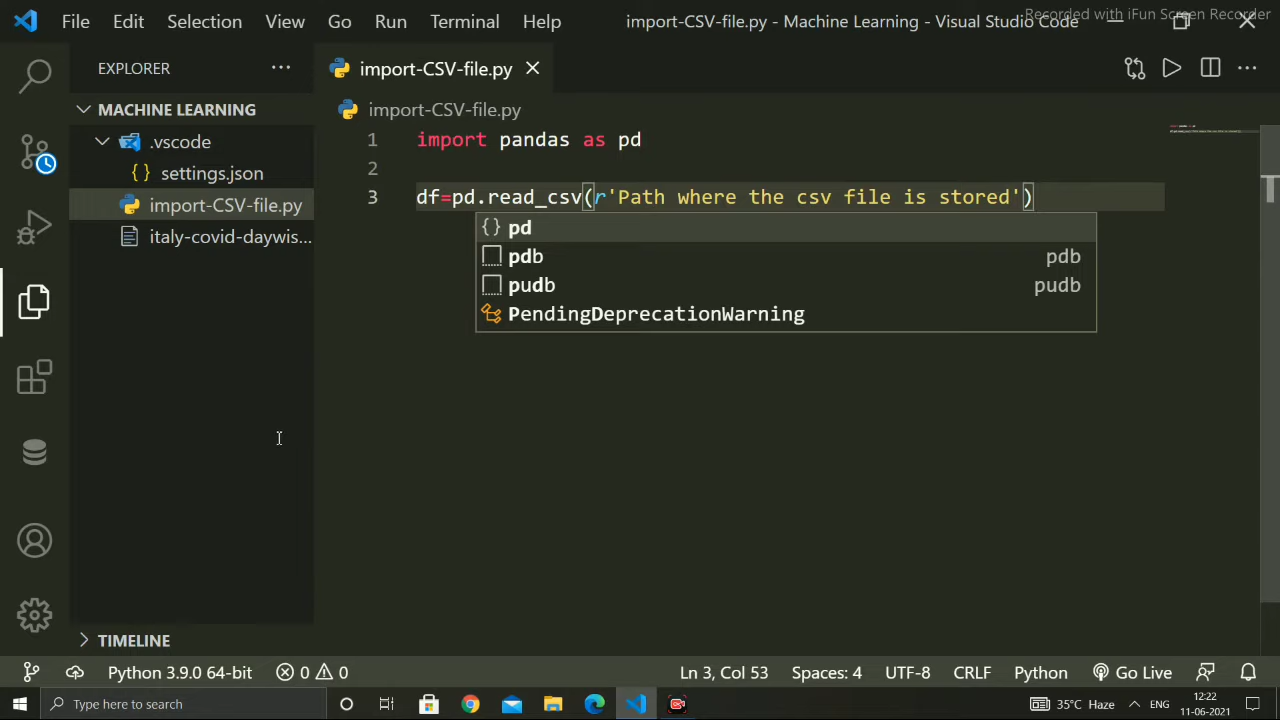 File Edit Selection View Go Run Terminal Help import-CSV-file.py - Machine Learning - Visual Studio Code
Recorded with iFun Screen Recorder
EXPLORER
import-CSV-file.py
MACHINE LEARNING
.vscode
settings.json
import-CSV-file.py
italy-covid-daywis...
import-CSV-file.py
1 import pandas as pd
2
3 df=pd.read_csv(r'Path where the csv file is stored')
{} pd
pdb pdb
pudb pudb
PendingDeprecationWarning
TIMELINE
Python 3.9.0 64-bit 0 0 Ln 3, Col 53 Spaces: 4 UTF-8 CRLF Python Go Live
Type here to search 35°C Haze ENG 12:22
11-06-2021